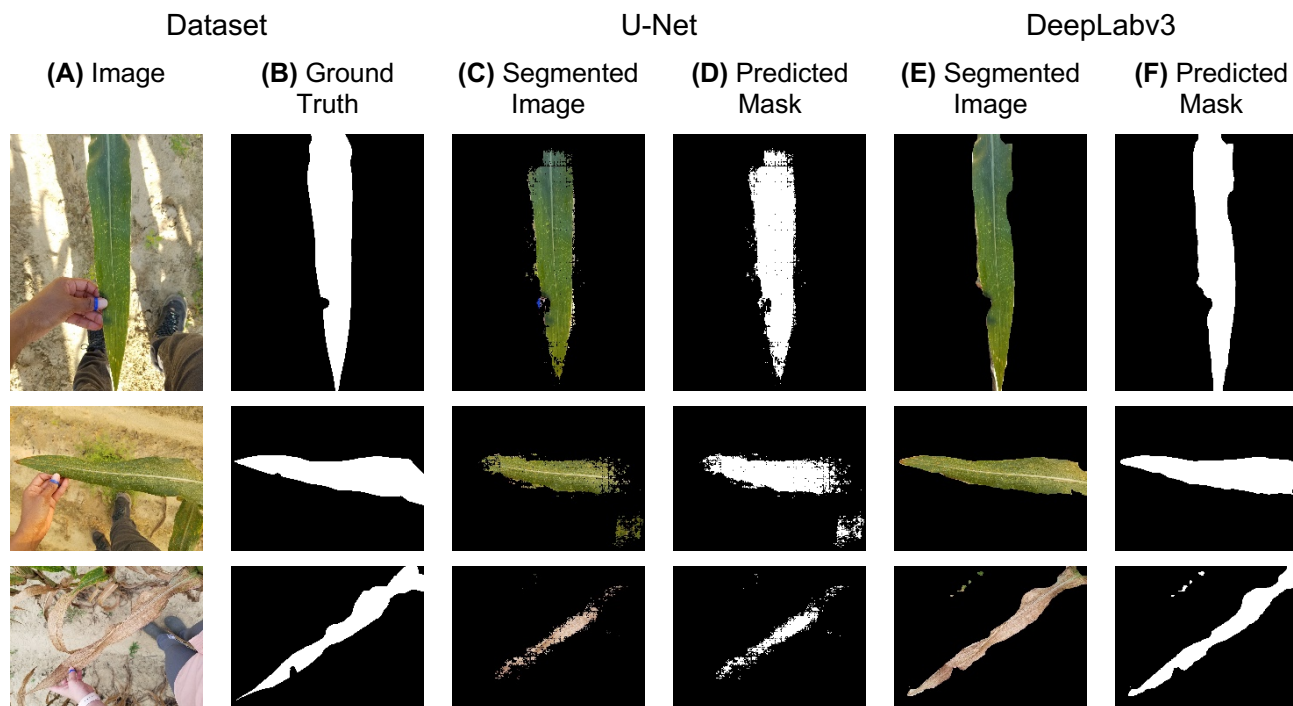 Dataset
U-Net
DeepLabv3
(A) Image
(B) Ground
Truth
(C) Segmented
Image
(D) Predicted
Mask
(E) Segmented
Image
(F) Predicted
Mask